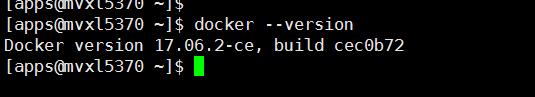 [apps@mvxl5370 ~]$
[apps@mvxl5370 ~]$ docker --version
Docker version 17.06.2-ce, build cec0b72
[apps@mvxl5370 ~]$